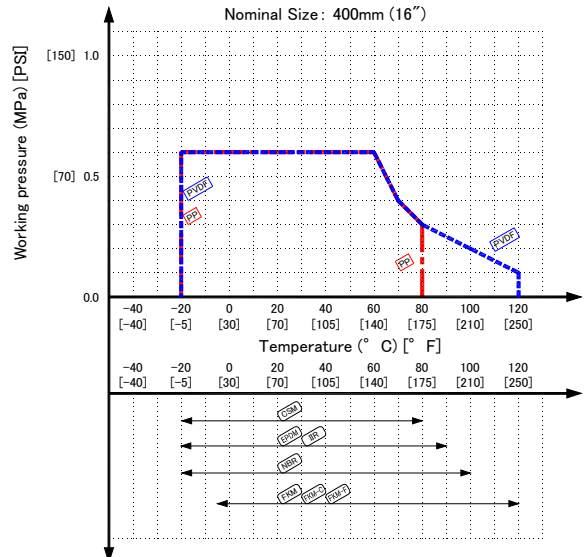 Nominal Size: 400mm (16″)
Working pressure (MPa) [PSI]
[150] 1.0
[70] 0.5
0.0
PVDF
PP
PP
PVDF
-40 -20 0 20 40 60 80 100 120
[-40] [-5] [30] [70] [105] [140] [175] [210] [250]
Temperature (° C) [° F]
-40 -20 0 20 40 60 80 100 120
[-40] [-5] [30] [70] [105] [140] [175] [210] [250]
CSM
EPDM IIR
NBR
FKM FKM-C FKM-F